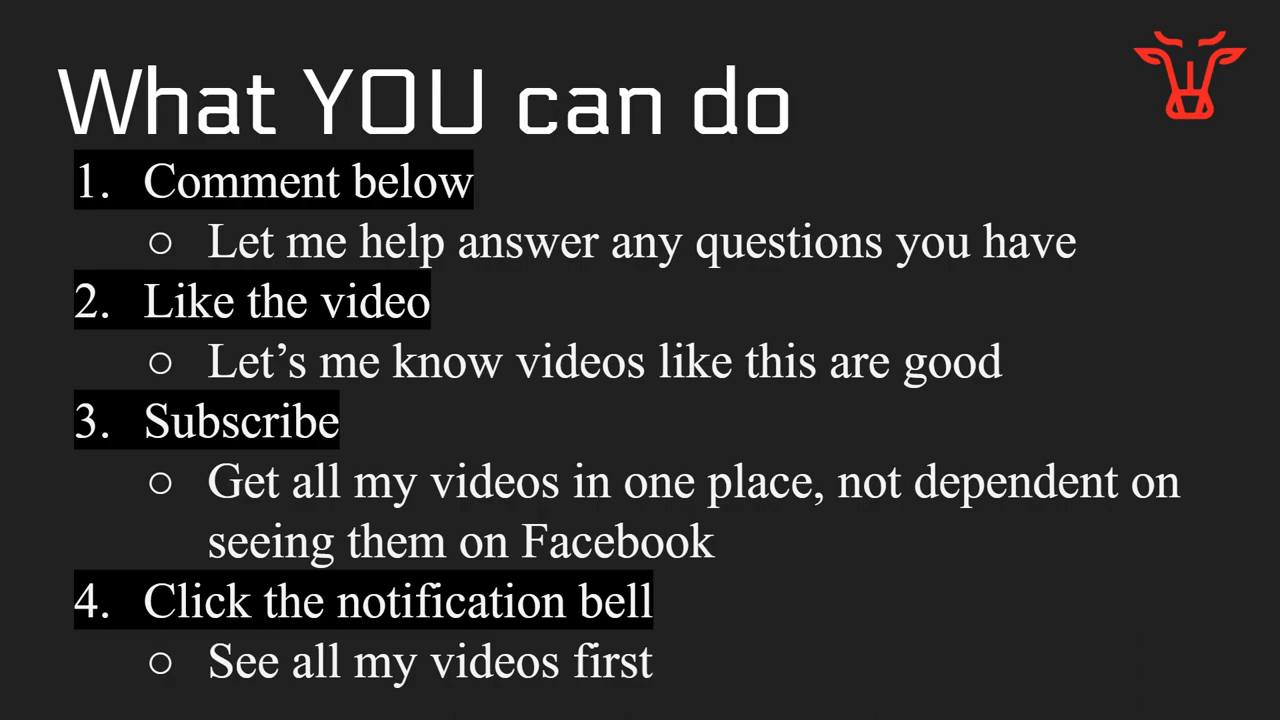 What YOU can do
1. Comment below
○ Let me help answer any questions you have
2. Like the video
○ Let’s me know videos like this are good
3. Subscribe
○ Get all my videos in one place, not dependent on
seeing them on Facebook
4. Click the notification bell
○ See all my videos first